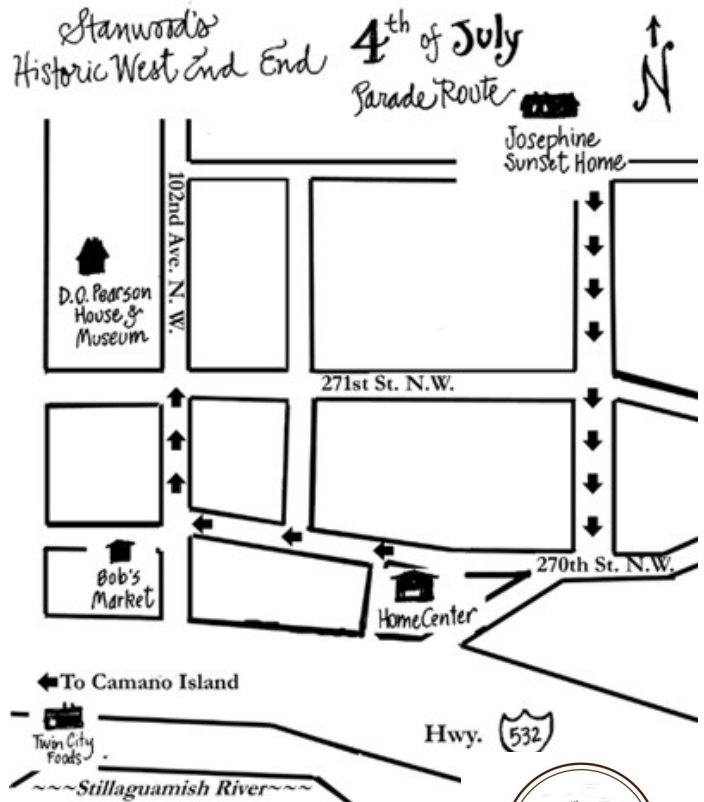 Stanwood's
Historic West End End
4th of July
Parade Route
N
Josephine
Sunset Home
102nd Ave. N. W.
D.O. Pearson
House &
Museum
271st St. N.W.
270th St. N.W.
Bob's
Market
HomeCenter
To Camano Island
Hwy. 532
Twin City
Foods
~~~Stillaguamish River~~~